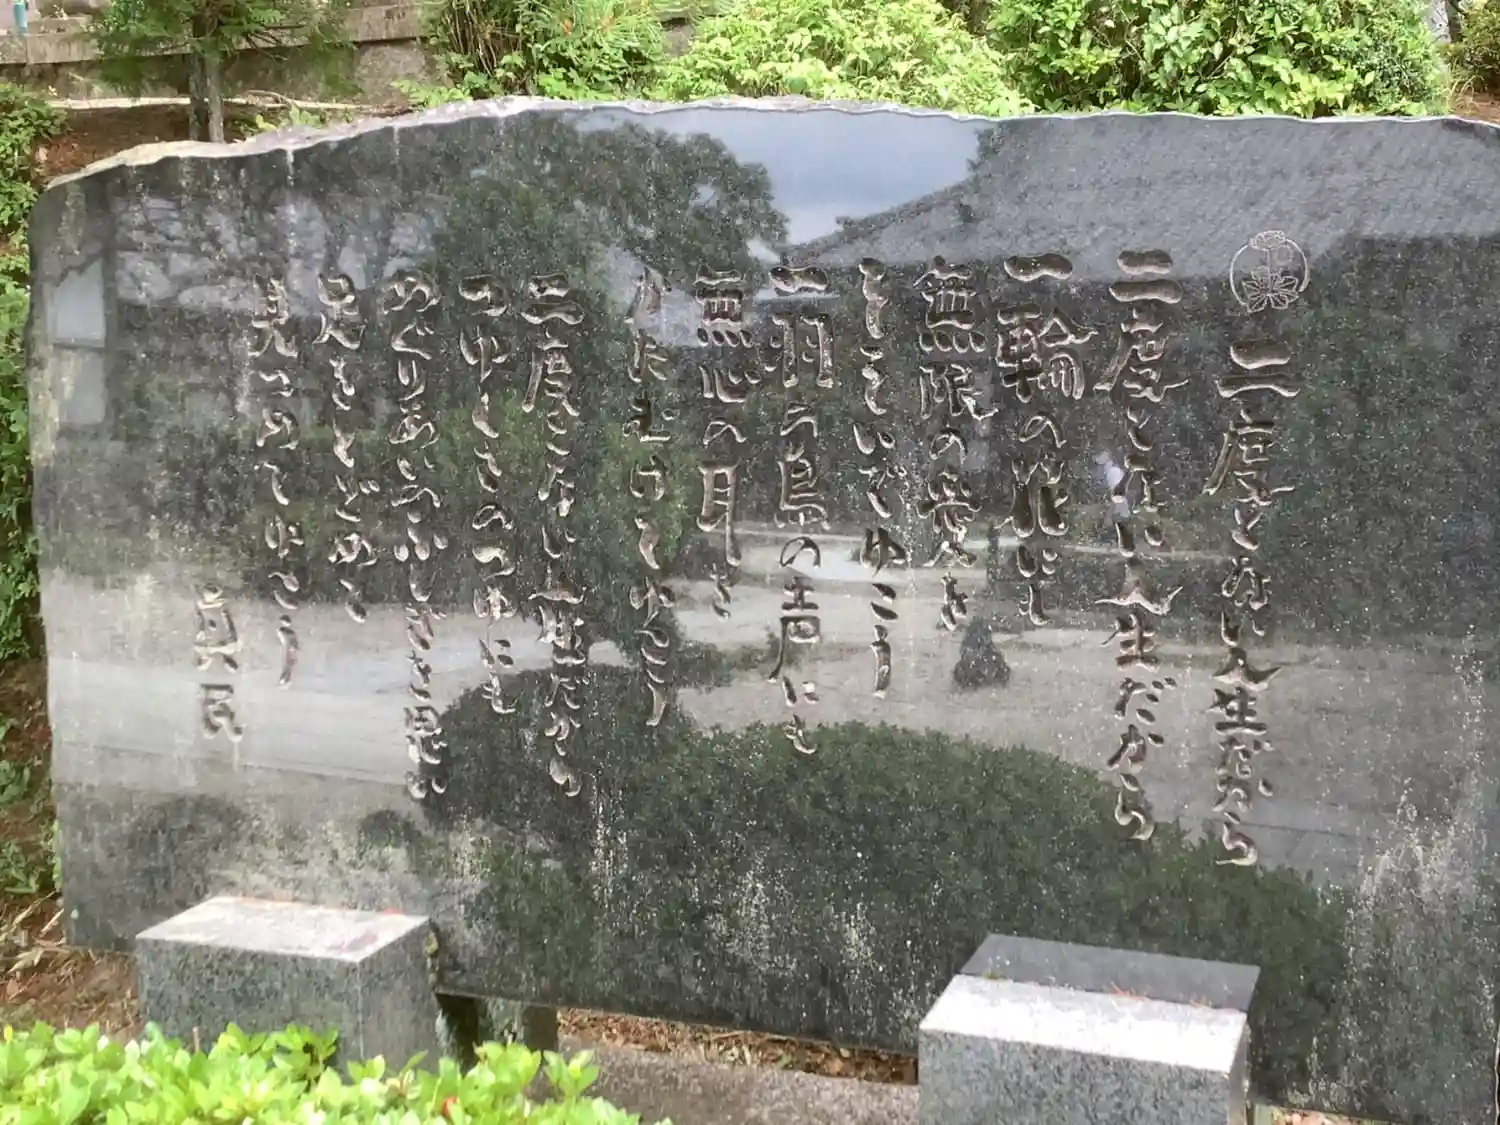 二度とない人生だから
二度とない人生だから
一輪の花にも
無限の愛を
そそいでゆこう
一羽の鳥の声にも
無心の耳を
かたむけてゆこう
二度とない人生だから
つゆくさのつゆにも
めぐりあいのふしぎを思い
足をとどめて
見つめてゆこう
真民